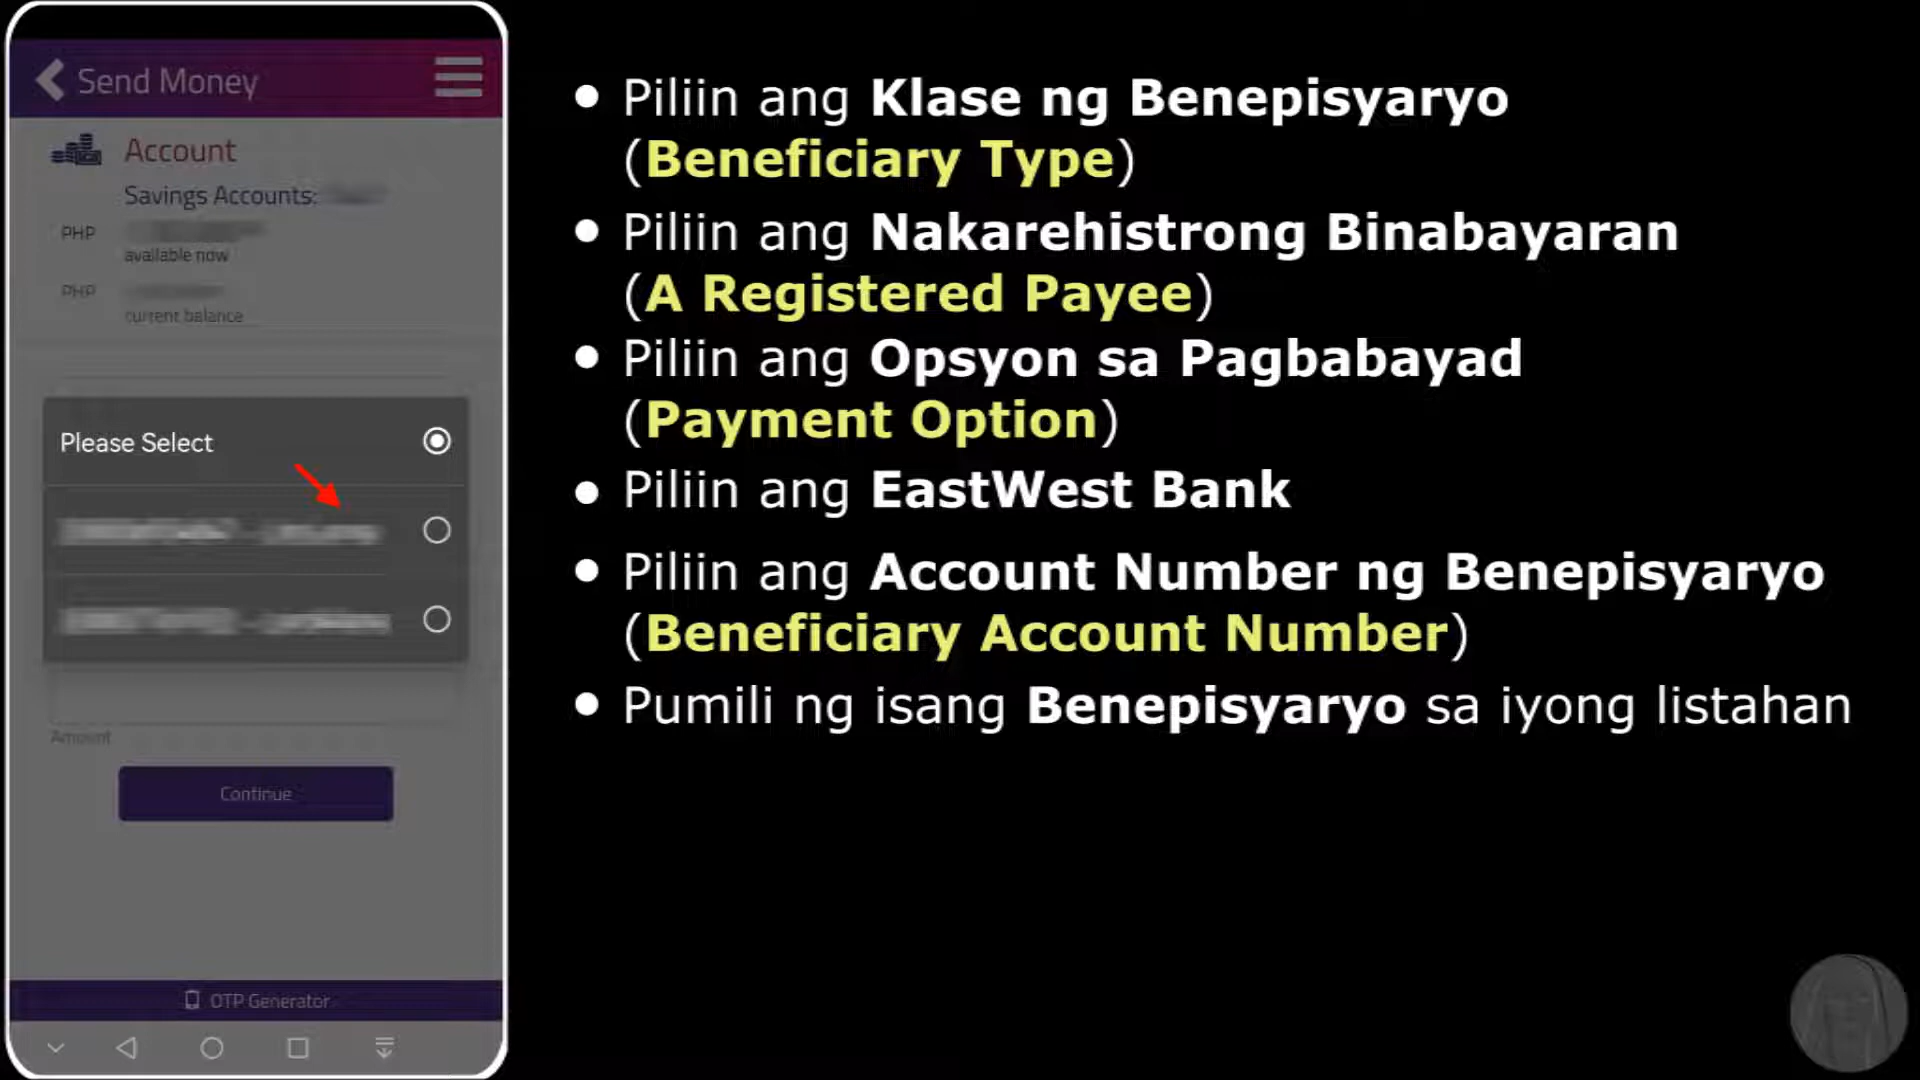 Send Money
Account
Savings Accounts:
PHP
available now
PHP
current balance
Please Select
Amount
Continue
OTP Generator
Piliin ang Klase ng Benepisyaryo
(Beneficiary Type)
Piliin ang Nakarehistrong Binabayaran
(A Registered Payee)
Piliin ang Opsyon sa Pagbabayad
(Payment Option)
Piliin ang EastWest Bank
Piliin ang Account Number ng Benepisyaryo
(Beneficiary Account Number)
Pumili ng isang Benepisyaryo sa iyong listahan